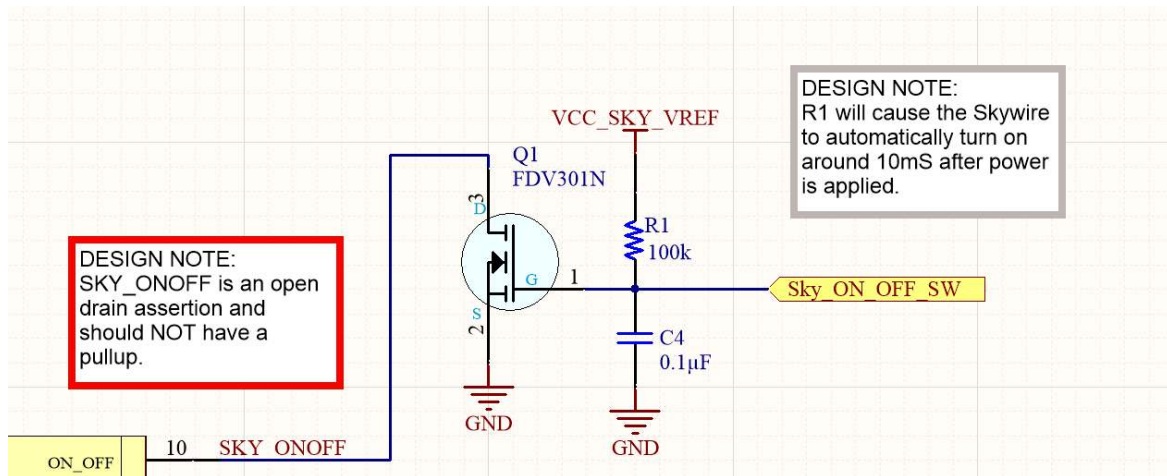 DESIGN NOTE:
R1 will cause the Skywire
to automatically turn on
around 10mS after power
is applied.
VCC_SKY_VREF
Q1
FDV301N
3
D
R1
100k
DESIGN NOTE:
SKY_ONOFF is an open
drain assertion and
should NOT have a
pullup.
G
1
Sky_ON_OFF_SW
S
2
C4
0.1µF
GND
GND
ON_OFF
10
SKY_ONOFF